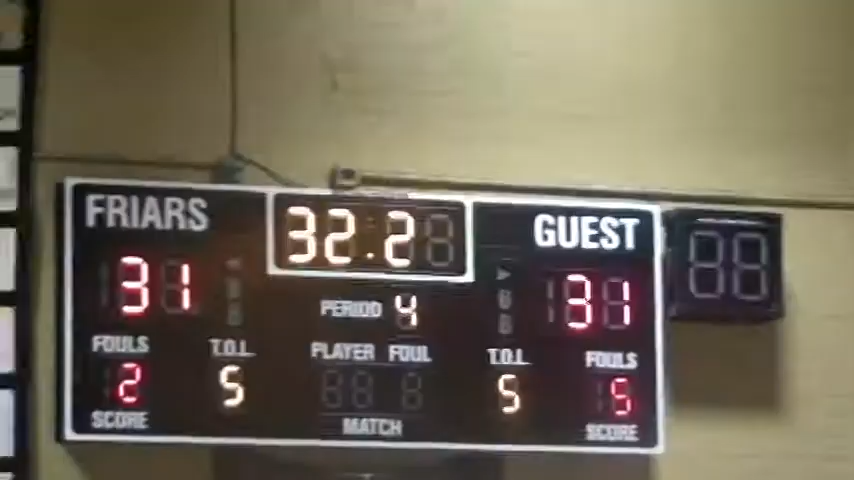 FRIARS 32.2 GUEST
31 PERIOD 4 31
FOULS T.O.L PLAYER FOUL T.O.L FOULS
2 5 5 5
SCORE MATCH SCORE